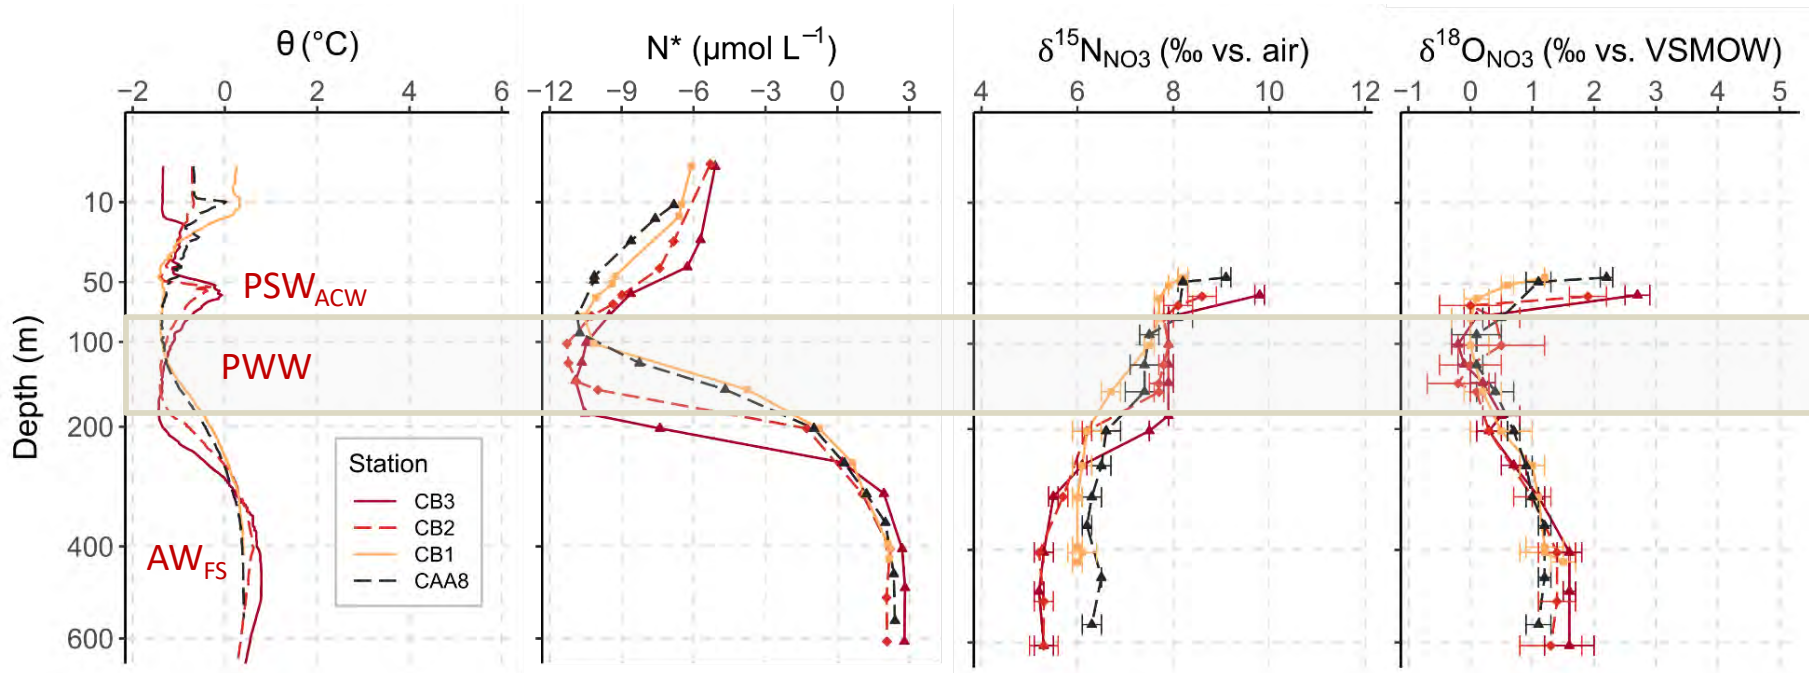 θ (°C)
N* (μmol L⁻¹)
δ¹⁵N_NO3 (‰ vs. air)
δ¹⁸O_NO3 (‰ vs. VSMOW)
−2 0 2 4 6
−12 −9 −6 −3 0 3
4 6 8 10 12
−1 0 1 2 3 4 5
Depth (m)
10
50
100
200
400
600
PSW_ACW
PWW
AW_FS
Station
CB3
CB2
CB1
CAA8